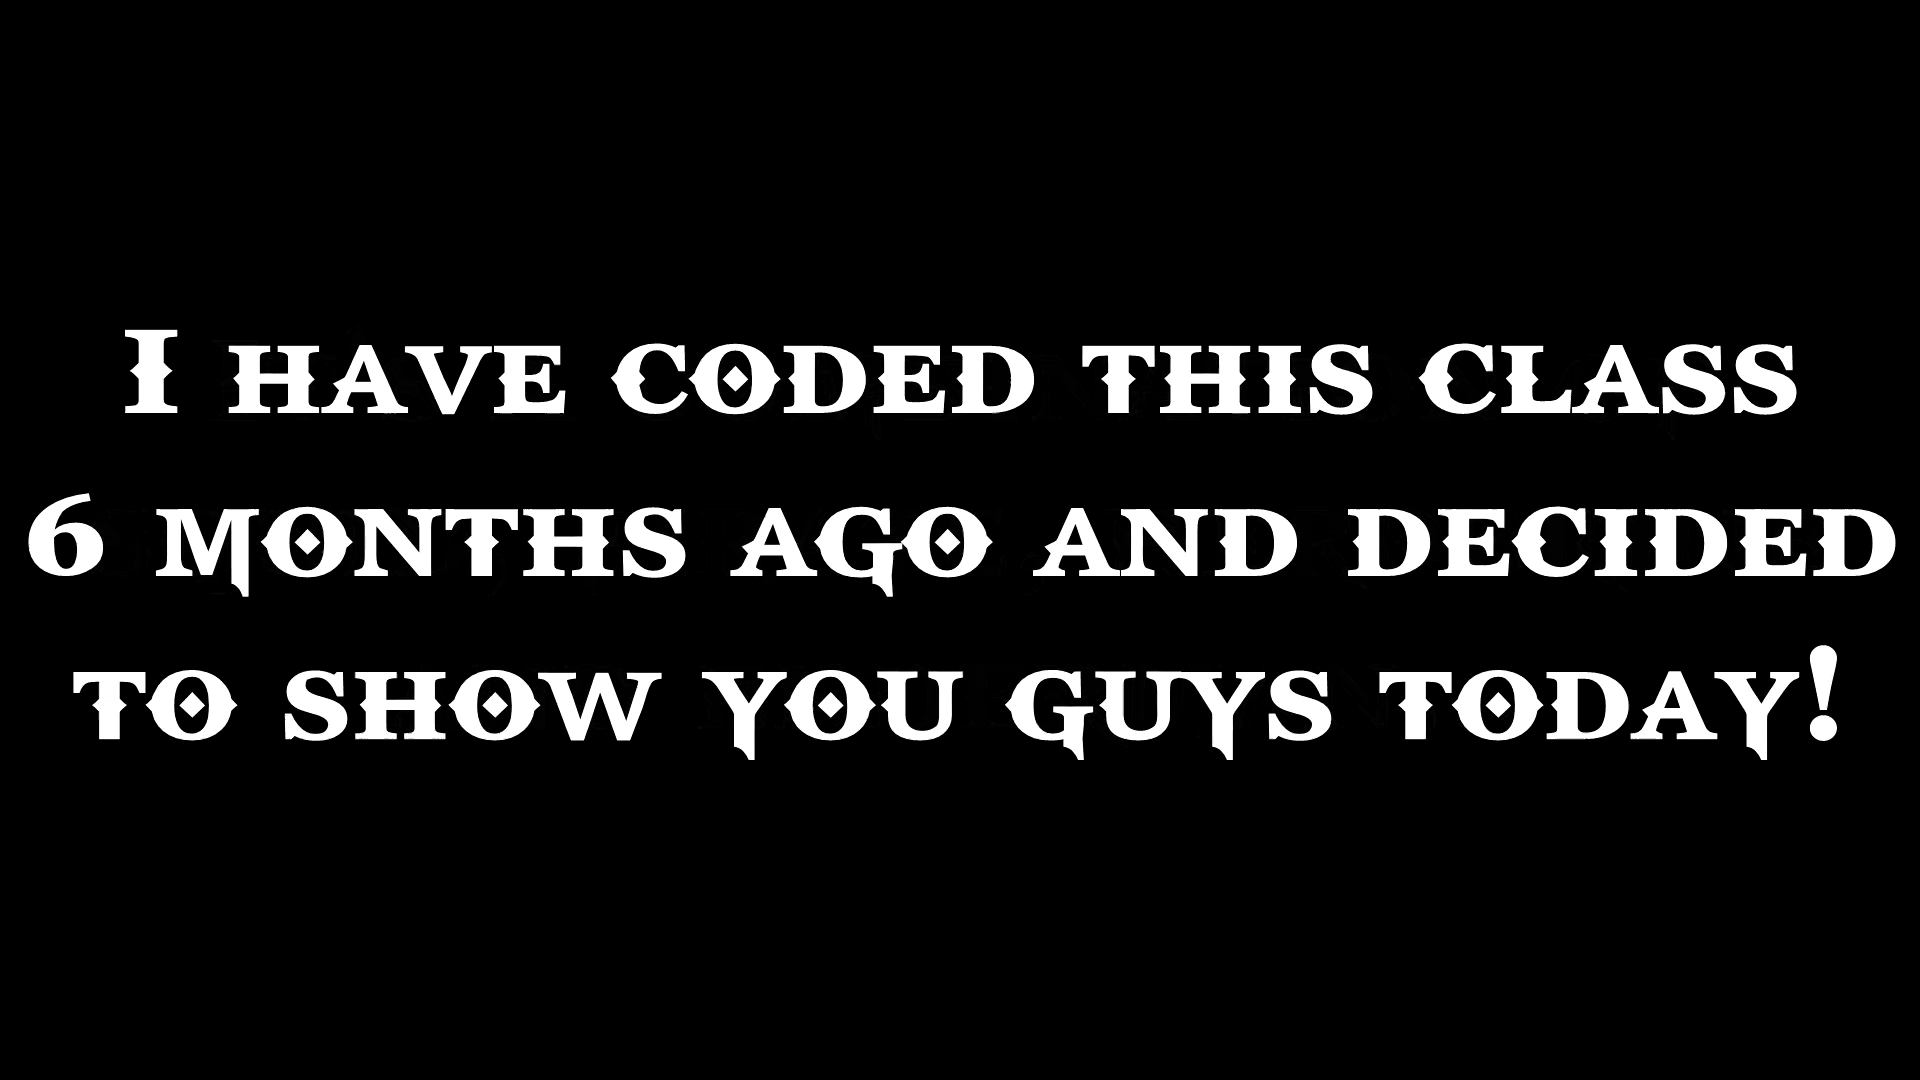 I have coded this class
6 months ago and decided
to show you guys today!